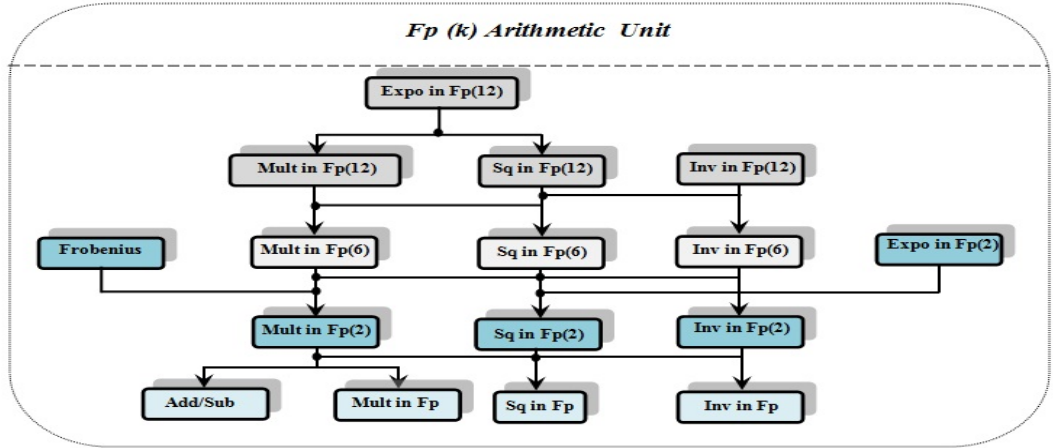 Fp (k) Arithmetic Unit
Expo in Fp(12)
Mult in Fp(12)
Sq in Fp(12)
Inv in Fp(12)
Frobenius
Mult in Fp(6)
Sq in Fp(6)
Inv in Fp(6)
Expo in Fp(2)
Mult in Fp(2)
Sq in Fp(2)
Inv in Fp(2)
Add/Sub
Mult in Fp
Sq in Fp
Inv in Fp